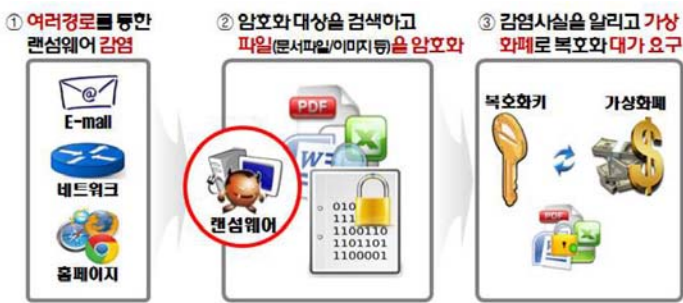 ① 여러경로를 통한
랜섬웨어 감염
E-mail
네트워크
홈페이지
② 암호화 대상을 검색하고
파일(문서파일/이미지 등)을 암호화
PDF
랜섬웨어
010
111
1100110
1101101
1100001
③ 감염사실을 알리고 가상
화폐로 복호화 대가 요구
복호화키
가상화폐
PDF